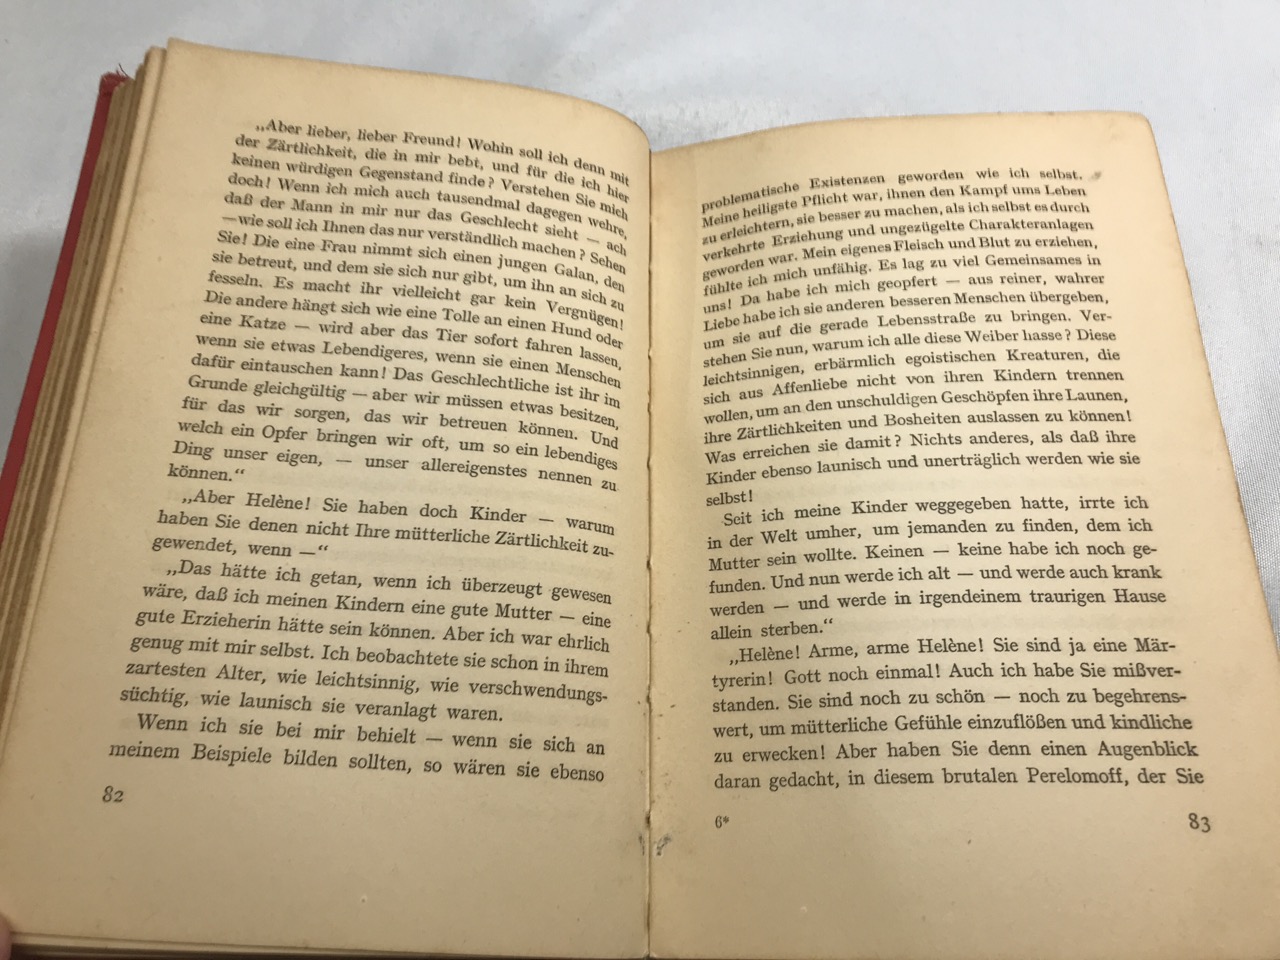 „Aber lieber, lieber Freund! Wohin soll ich denn mit
der Zärtlichkeit, die in mir bebt, und für die ich hier
keinen würdigen Gegenstand finde? Verstehen Sie mich
doch! Wenn ich mich auch tausendmal dagegen wehre,
daß der Mann in mir nur das Geschlecht sieht — ach
—wie soll ich Ihnen das nur verständlich machen? Sehen
Sie! Die eine Frau nimmt sich einen jungen Galan, den
sie betreut, und dem sie sich nur gibt, um ihn an sich zu
fesseln. Es macht ihr vielleicht gar kein Vergnügen!
Die andere hängt sich wie eine Tolle an einen Hund oder
eine Katze — wird aber das Tier sofort fahren lassen,
wenn sie etwas Lebendigeres, wenn sie einen Menschen
dafür eintauschen kann! Das Geschlechtliche ist ihr im
Grunde gleichgültig — aber wir müssen etwas besitzen,
für das wir sorgen, das wir betreuen können. Und
welch ein Opfer bringen wir oft, um so ein lebendiges
Ding unser eigen, — unser allereigenstes nennen zu
können.“
„Aber Helène! Sie haben doch Kinder — warum
haben Sie denen nicht Ihre mütterliche Zärtlichkeit zu-
gewendet, wenn —“
„Das hätte ich getan, wenn ich überzeugt gewesen
wäre, daß ich meinen Kindern eine gute Mutter — eine
gute Erzieherin hätte sein können. Aber ich war ehrlich
genug mit mir selbst. Ich beobachtete sie schon in ihrem
zartesten Alter, wie leichtsinnig, wie verschwendungs-
süchtig, wie launisch sie veranlagt waren.
Wenn ich sie bei mir behielt — wenn sie sich an
meinem Beispiele bilden sollten, so wären sie ebenso
82
problematische Existenzen geworden wie ich selbst.
Meine heiligste Pflicht war, ihnen den Kampf ums Leben
zu erleichtern, sie besser zu machen, als ich selbst es durch
verkehrte Erziehung und ungezügelte Charakteranlagen
geworden war. Mein eigenes Fleisch und Blut zu erziehen,
fühlte ich mich unfähig. Es lag zu viel Gemeinsames in
uns! Da habe ich mich geopfert — aus reiner, wahrer
Liebe habe ich sie anderen besseren Menschen übergeben,
um sie auf die gerade Lebensstraße zu bringen. Ver-
stehen Sie nun, warum ich alle diese Weiber hasse? Diese
leichtsinnigen, erbärmlich egoistischen Kreaturen, die
sich aus Affenliebe nicht von ihren Kindern trennen
wollen, um an den unschuldigen Geschöpfen ihre Launen,
ihre Zärtlichkeiten und Bosheiten auslassen zu können!
Was erreichen sie damit? Nichts anderes, als daß ihre
Kinder ebenso launisch und unerträglich werden wie sie
selbst!
Seit ich meine Kinder weggegeben hatte, irrte ich
in der Welt umher, um jemanden zu finden, dem ich
Mutter sein wollte. Keinen — keine habe ich noch ge-
funden. Und nun werde ich alt — und werde auch krank
werden — und werde in irgendeinem traurigen Hause
allein sterben.“
„Helène! Arme, arme Helène! Sie sind ja eine Mär-
tyrerin! Gott noch einmal! Auch ich habe Sie mißver-
standen. Sie sind noch zu schön — noch zu begehrens-
wert, um mütterliche Gefühle einzuflößen und kindliche
zu erwecken! Aber haben Sie denn einen Augenblick
daran gedacht, in diesem brutalen Perelomoff, der Sie
6*
83